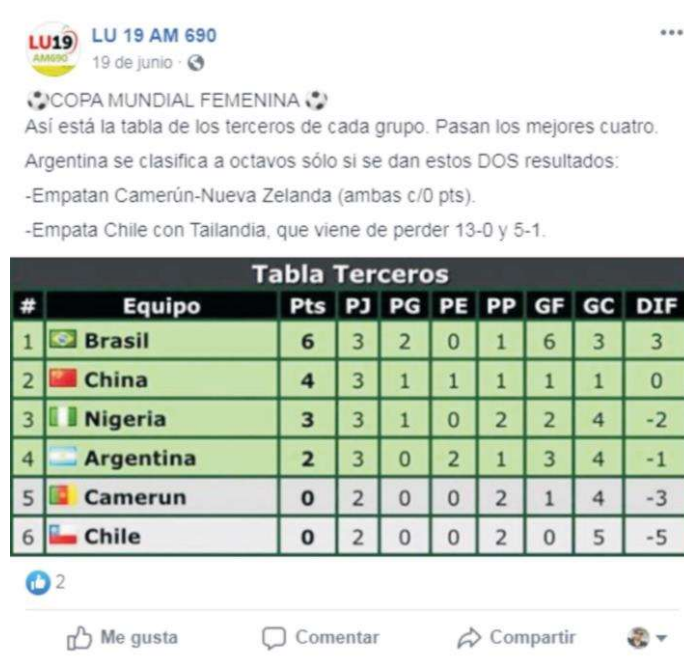 LU19
AM690
LU 19 AM 690
19 de junio
COPA MUNDIAL FEMENINA
Así está la tabla de los terceros de cada grupo. Pasan los mejores cuatro.
Argentina se clasifica a octavos sólo si se dan estos DOS resultados:
-Empatan Camerún-Nueva Zelanda (ambas c/0 pts).
-Empata Chile con Tailandia, que viene de perder 13-0 y 5-1.
Tabla Terceros
# Equipo Pts PJ PG PE PP GF GC DIF
1 Brasil 6 3 2 0 1 6 3 3
2 China 4 3 1 1 1 1 1 0
3 Nigeria 3 3 1 0 2 2 4 -2
4 Argentina 2 3 0 2 1 3 4 -1
5 Camerun 0 2 0 0 2 1 4 -3
6 Chile 0 2 0 0 2 0 5 -5
2
Me gusta Comentar Compartir